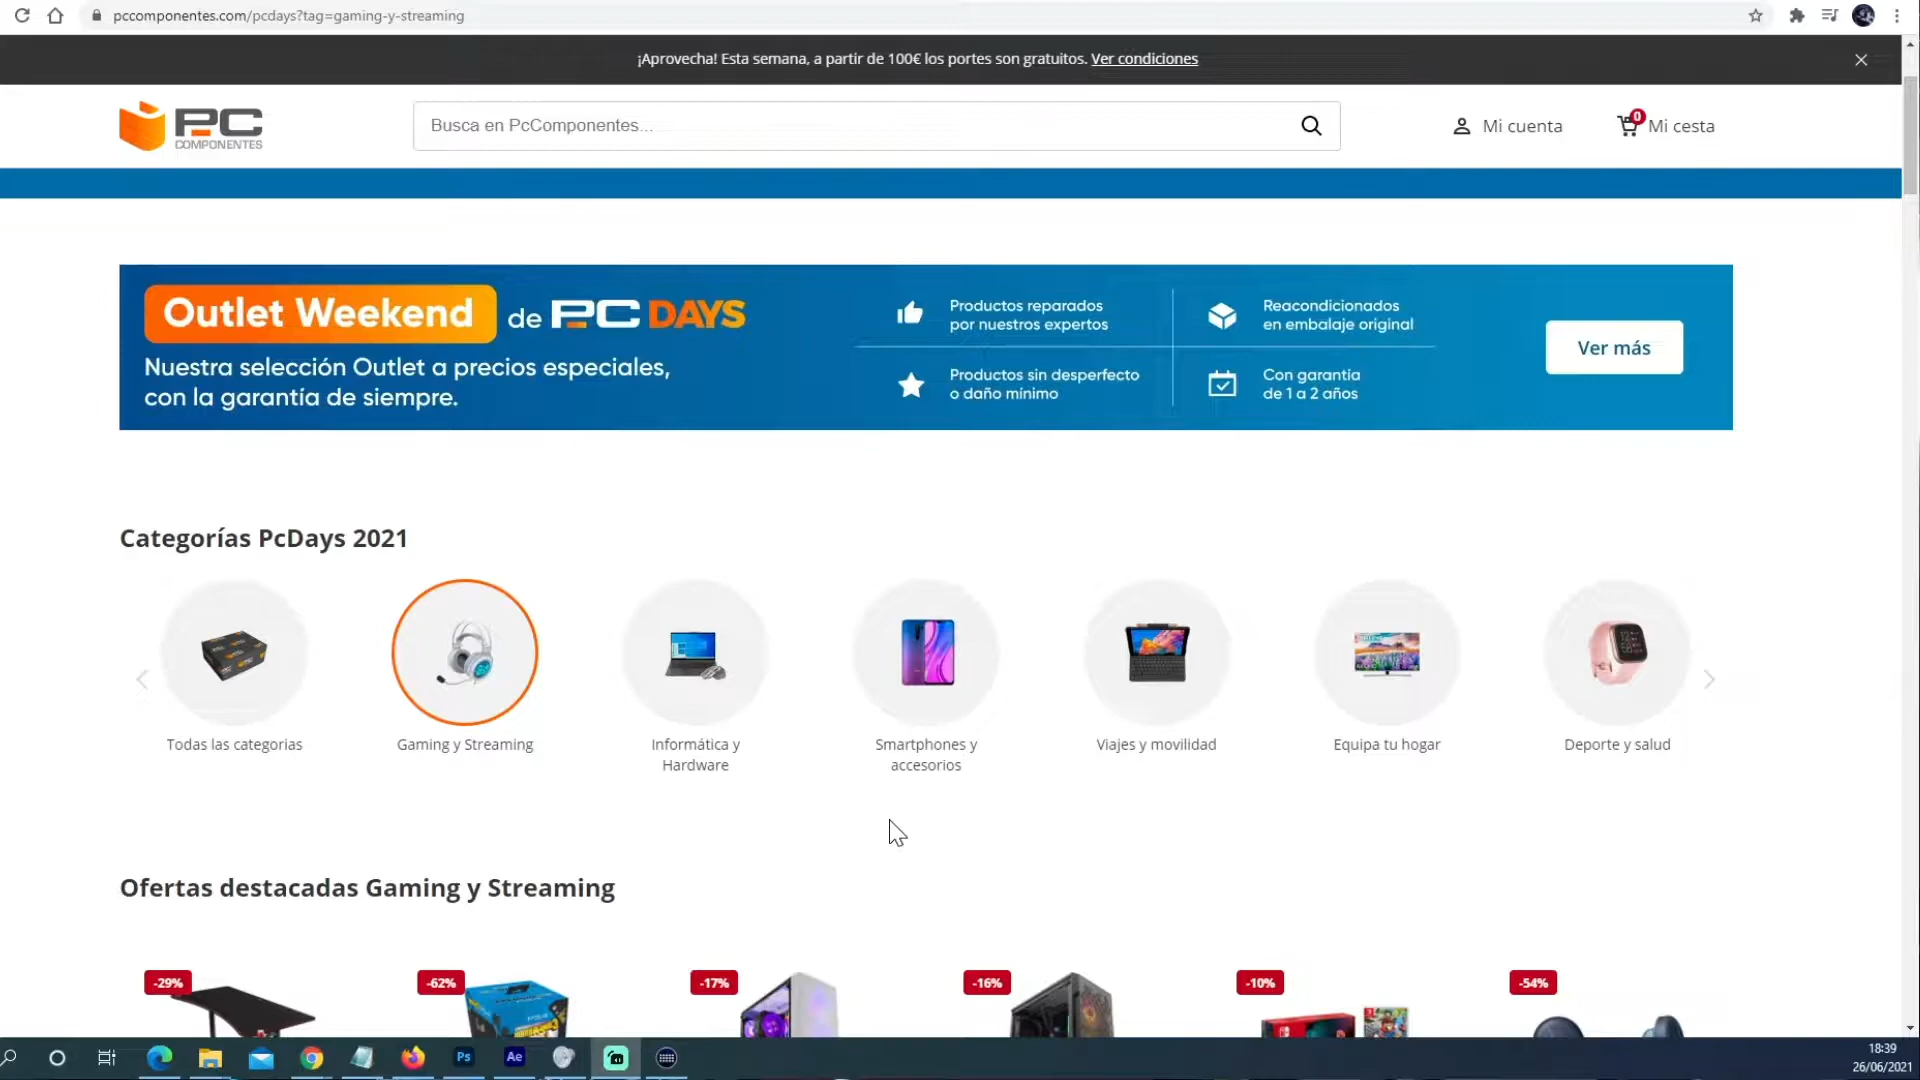 pccomponentes.com/pcdays?tag=gaming-y-streaming
¡Aprovecha! Esta semana, a partir de 100€ los portes son gratuitos. Ver condiciones
PC
COMPONENTES
Busca en PcComponentes...
Mi cuenta
0
Mi cesta
Outlet Weekend de PC DAYS
Nuestra selección Outlet a precios especiales,
con la garantía de siempre.
Productos reparados
por nuestros expertos
Reacondicionados
en embalaje original
Productos sin desperfecto
o daño mínimo
Con garantía
de 1 a 2 años
Ver más
Categorías PcDays 2021
Todas las categorias
Gaming y Streaming
Informática y
Hardware
Smartphones y
accesorios
Viajes y movilidad
Equipa tu hogar
Deporte y salud
Ofertas destacadas Gaming y Streaming
-29%
-62%
-17%
-16%
-10%
-54%
Ps
Ae
18:39
26/06/2021